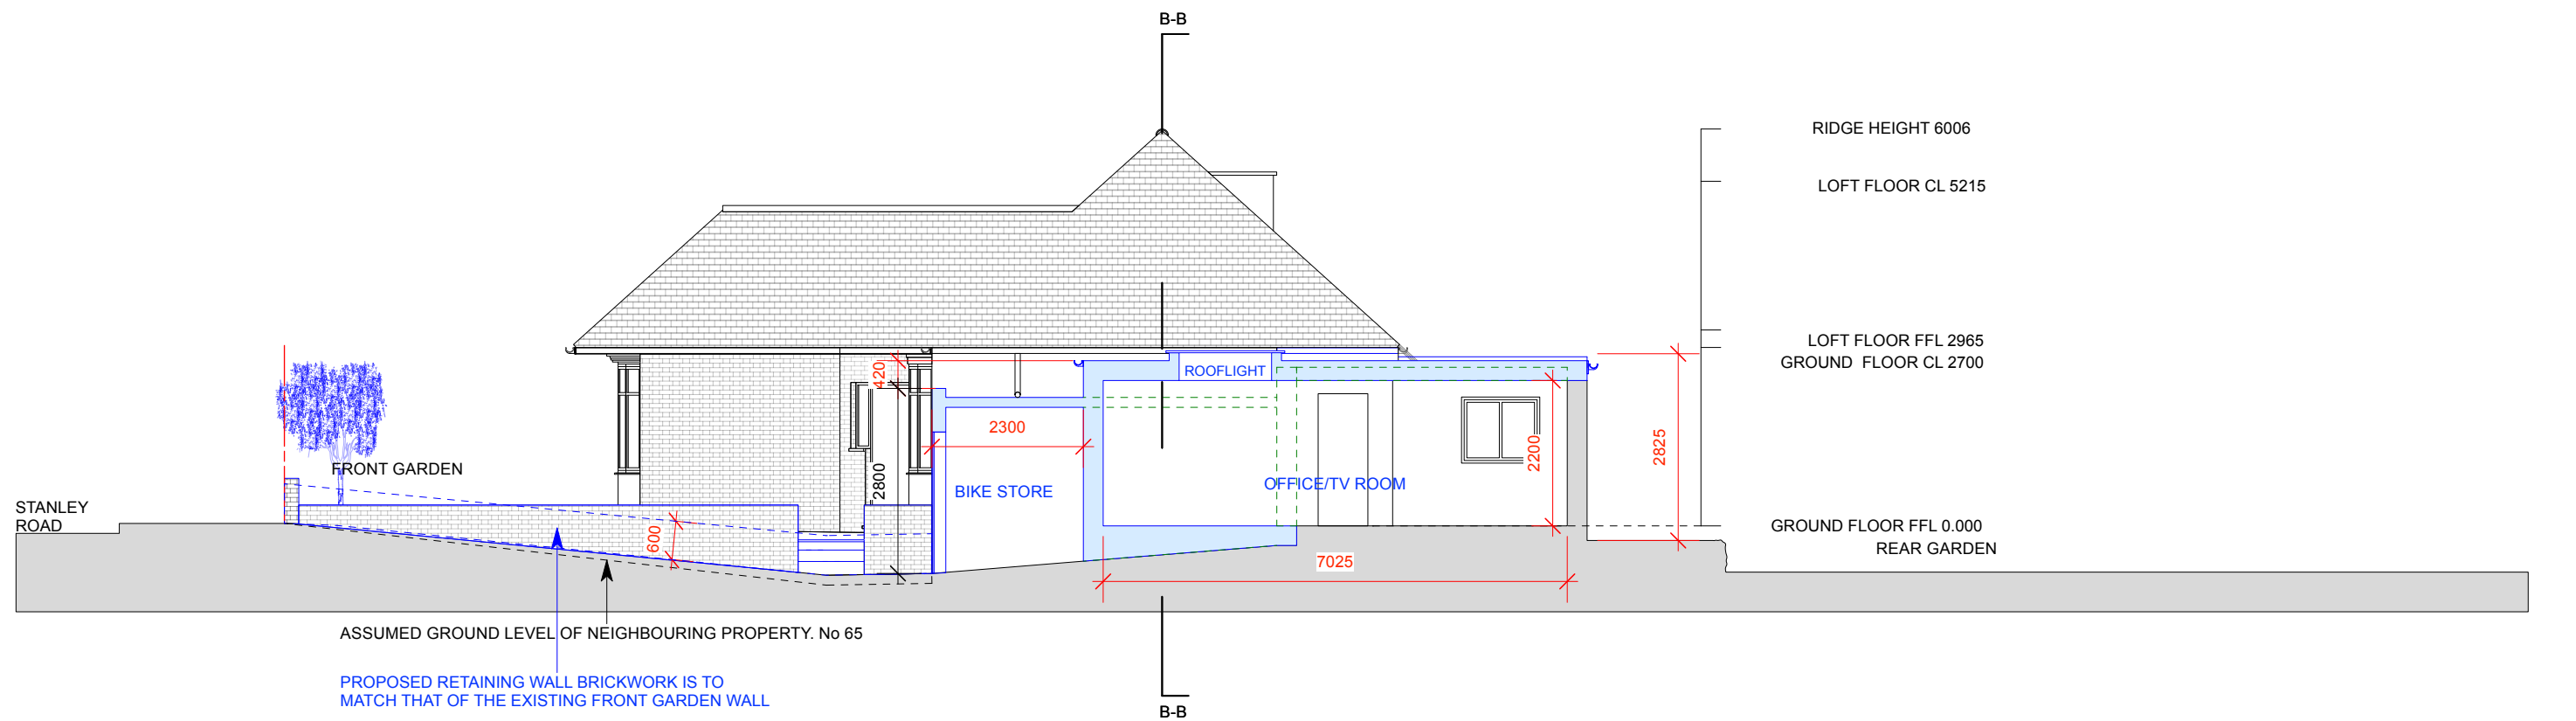 B-B
RIDGE HEIGHT 6006
LOFT FLOOR CL 5215
LOFT FLOOR FFL 2965
GROUND  FLOOR CL 2700
ROOFLIGHT
420
2300
2200
2825
FRONT GARDEN
2800
BIKE STORE
OFFICE/TV ROOM
STANLEY
ROAD
600
GROUND FLOOR FFL 0.000
REAR GARDEN
7025
ASSUMED GROUND LEVEL OF NEIGHBOURING PROPERTY. No 65
PROPOSED RETAINING WALL BRICKWORK IS TO
MATCH THAT OF THE EXISTING FRONT GARDEN WALL
B-B